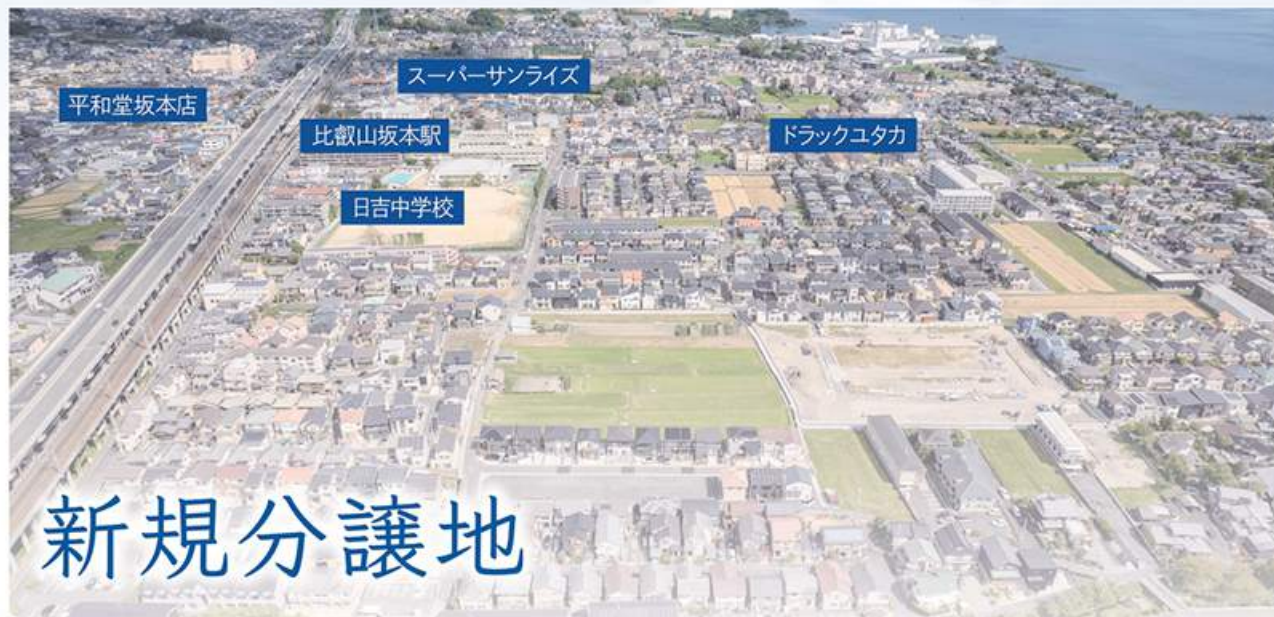 スーパーサンライズ
平和堂坂本店
比叡山坂本駅
ドラックユタカ
日吉中学校
新規分譲地